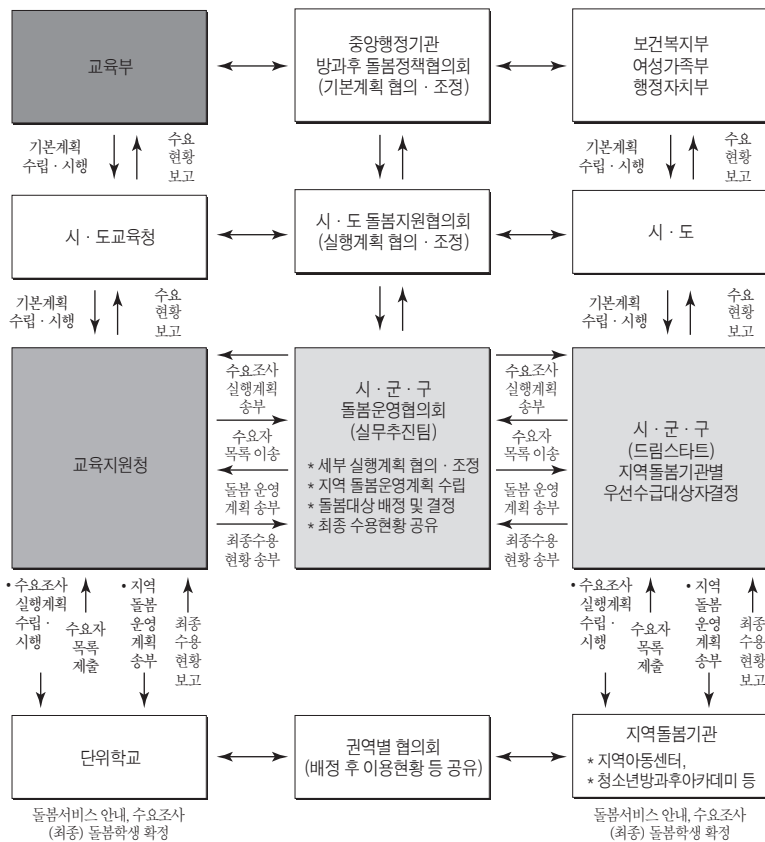 교육부
중앙행정기관
방과후 돌봄정책협의회
(기본계획 협의 · 조정)
보건복지부
여성가족부
행정자치부
기본계획
수립 · 시행
수요
현황
보고
기본계획
수립 · 시행
수요
현황
보고
시 · 도교육청
시 · 도 돌봄지원협의회
(실행계획 협의 · 조정)
시 · 도
기본계획
수립 · 시행
수요
현황
보고
기본계획
수립 · 시행
수요
현황
보고
교육지원청
수요조사
실행계획
송부
수요자
목록 이송
돌봄 운영
계획 송부
최종수용
현황 송부
시 · 군 · 구
돌봄운영협의회
(실무추진팀)
* 세부 실행계획 협의 · 조정
* 지역 돌봄운영계획 수립
* 돌봄대상 배정 및 결정
* 최종 수용현황 공유
수요조사
실행계획
송부
수요자
목록 이송
돌봄 운영
계획 송부
최종수용
현황 송부
시 · 군 · 구
(드림스타트)
지역돌봄기관별
우선수급대상자결정
• 수요조사
실행계획
수립 ·
시행
수요자
목록
제출
• 지역
돌봄
운영
계획
송부
최종
수용
현황
보고
• 수요조사
실행계획
수립 ·
시행
수요자
목록
제출
• 지역
돌봄
운영
계획
송부
최종
수용
현황
보고
단위학교
권역별 협의회
(배정 후 이용현황 등 공유)
지역돌봄기관
* 지역아동센터,
* 청소년방과후아카데미 등
돌봄서비스 안내, 수요조사
(최종) 돌봄학생 확정
돌봄서비스 안내, 수요조사
(최종) 돌봄학생 확정